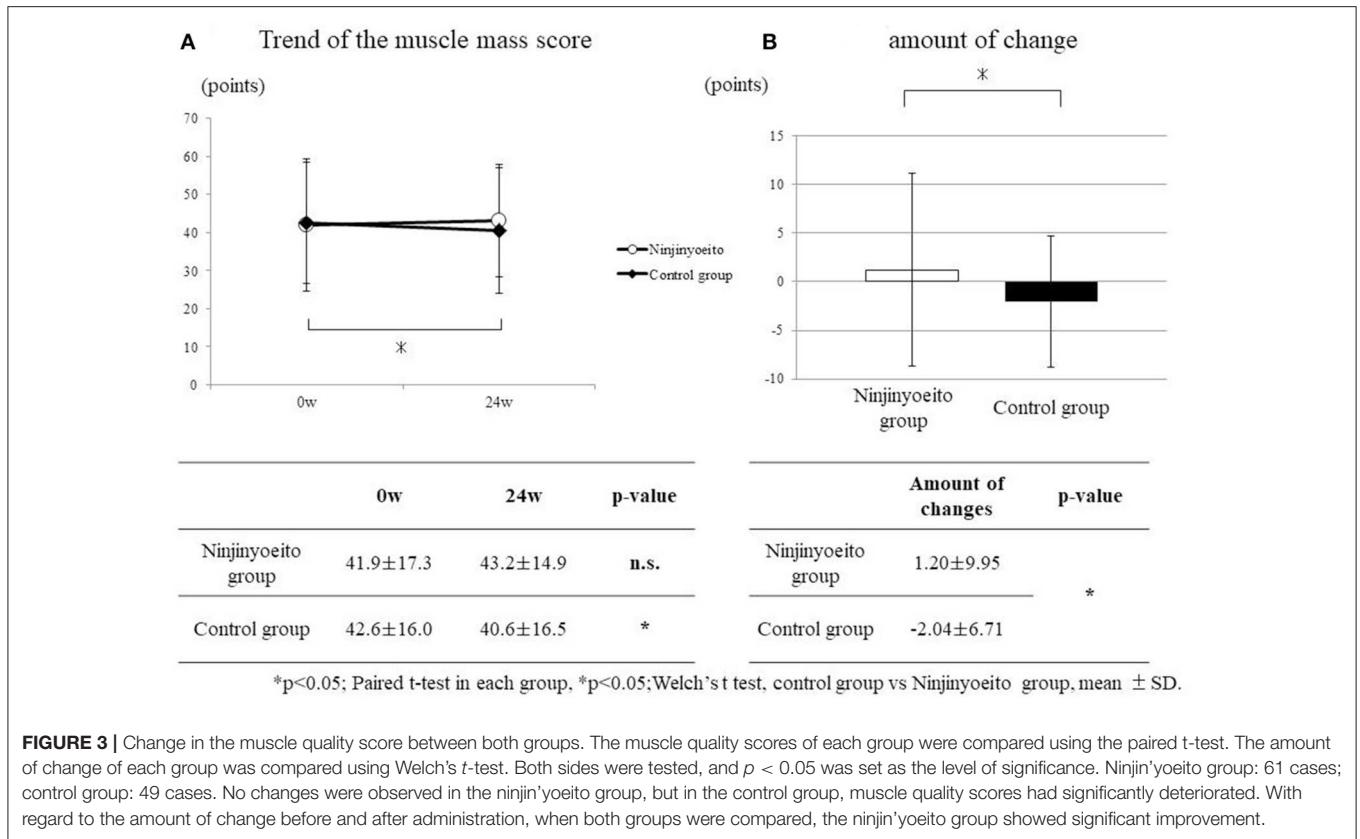 A Trend of the muscle mass score
(points)
70
60
50
40
30
20
10
0
*
0w 24w
Ninjinyoeito
Control group
B amount of change
(points)
*
15
10
5
0
-5
-10
Ninjinyoeito group
Control group
0w 24w p-value
Ninjinyoeito group 41.9±17.3 43.2±14.9 n.s.
Control group 42.6±16.0 40.6±16.5 *
Amount of changes p-value
Ninjinyoeito group 1.20±9.95
*
Control group -2.04±6.71
*p<0.05; Paired t-test in each group, *p<0.05;Welch's t test, control group vs Ninjinyoeito group, mean ± SD.
FIGURE 3 | Change in the muscle quality score between both groups. The muscle quality scores of each group were compared using the paired t-test. The amount
of change of each group was compared using Welch's t-test. Both sides were tested, and p < 0.05 was set as the level of significance. Ninjin'yoeito group: 61 cases;
control group: 49 cases. No changes were observed in the ninjin'yoeito group, but in the control group, muscle quality scores had significantly deteriorated. With
regard to the amount of change before and after administration, when both groups were compared, the ninjin'yoeito group showed significant improvement.